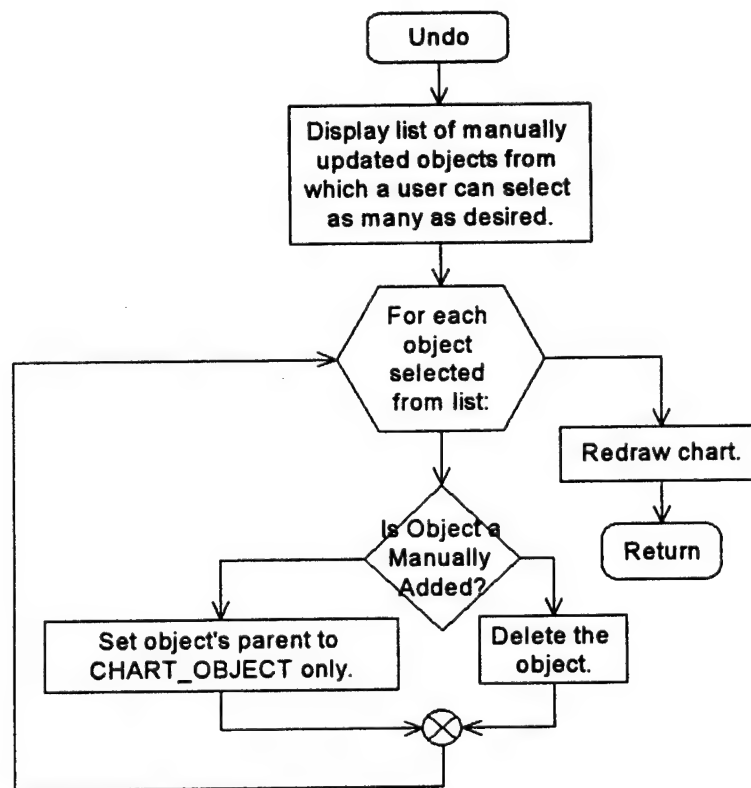 Undo
Display list of manually
updated objects from
which a user can select
as many as desired.
For each
object
selected
from list:
Redraw chart.
Return
Is Object a
Manually
Added?
Set object's parent to
CHART_OBJECT only.
Delete the
object.